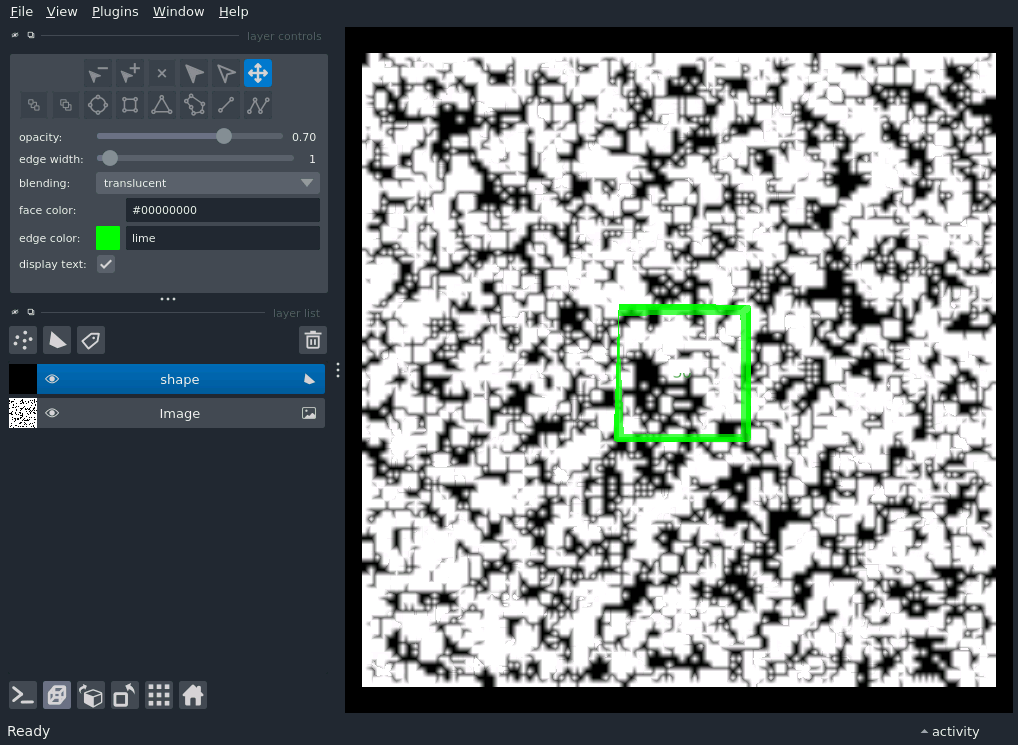 File View Plugins Window Help
layer controls
opacity: 0.70
edge width: 1
blending: translucent
face color: #00000000
edge color: lime
display text:
layer list
shape
Image
Ready
activity